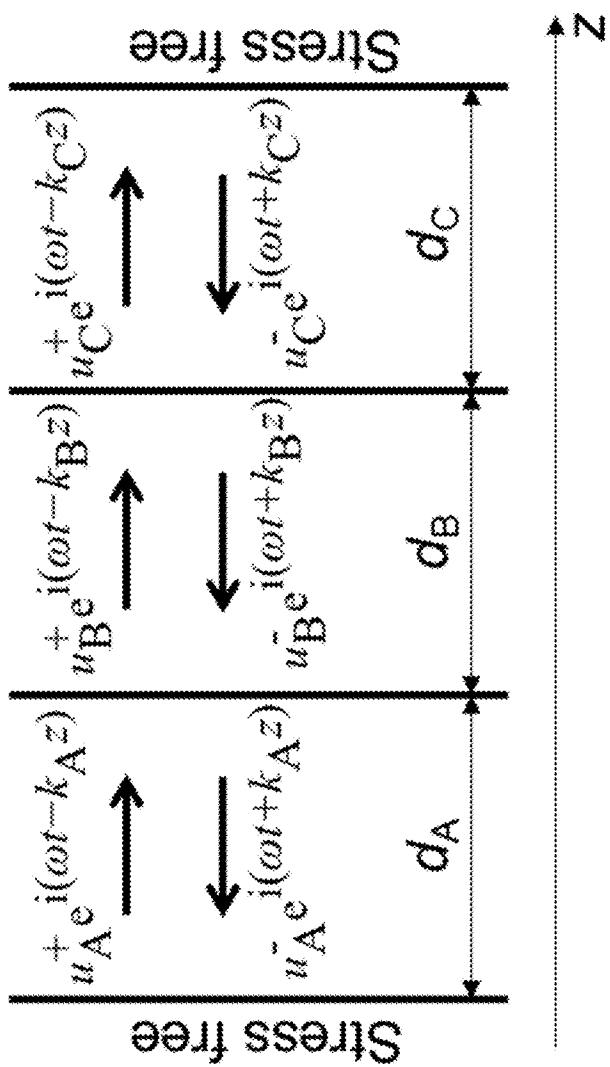 Stress free
u_A^+ e^{i(ωt−k_A z)}
u_B^+ e^{i(ωt−k_B z)}
u_C^+ e^{i(ωt−k_C z)}
u_A^- e^{i(ωt+k_A z)}
u_B^- e^{i(ωt+k_B z)}
u_C^- e^{i(ωt+k_C z)}
d_A
d_B
d_C
Stress free
z